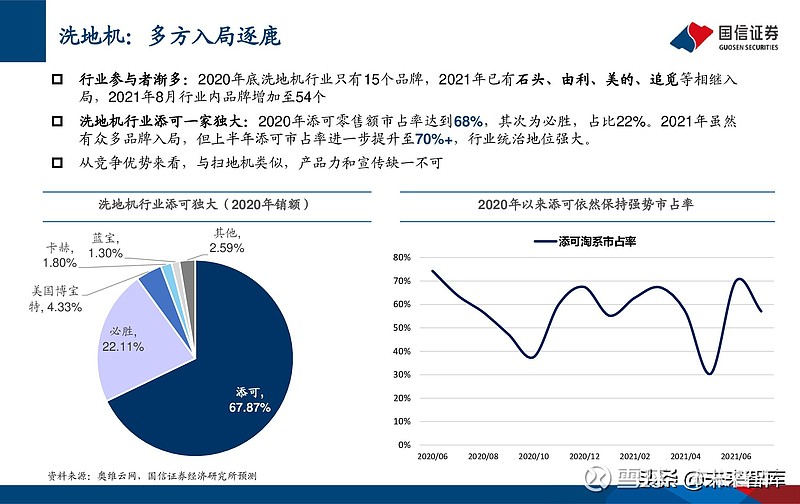 洗地机：多方入局逐鹿
国信证券
GUOSEN SECURITIES
行业参与者渐多：2020年底洗地机行业只有15个品牌，2021年已有石头、由利、美的、追觅等相继入
局，2021年8月行业内品牌增加至54个
洗地机行业添可一家独大：2020年添可零售额市占率达到68%，其次为必胜，占比22%。2021年虽然
有众多品牌入局，但上半年添可市占率进一步提升至70%+，行业统治地位强大。
从竞争优势来看，与扫地机类似，产品力和宣传缺一不可
洗地机行业添可独大（2020年销额）
卡赫,
1.80%
蓝宝,
1.30%
其他,
2.59%
美国博宝
特, 4.33%
必胜,
22.11%
添可,
67.87%
2020年以来添可依然保持强势市占率
添可淘系市占率
80%
70%
60%
50%
40%
30%
20%
10%
0%
2020/06
2020/08
2020/10
2020/12
2021/02
2021/04
2021/06
资料来源：奥维云网、国信证券经济研究所预测